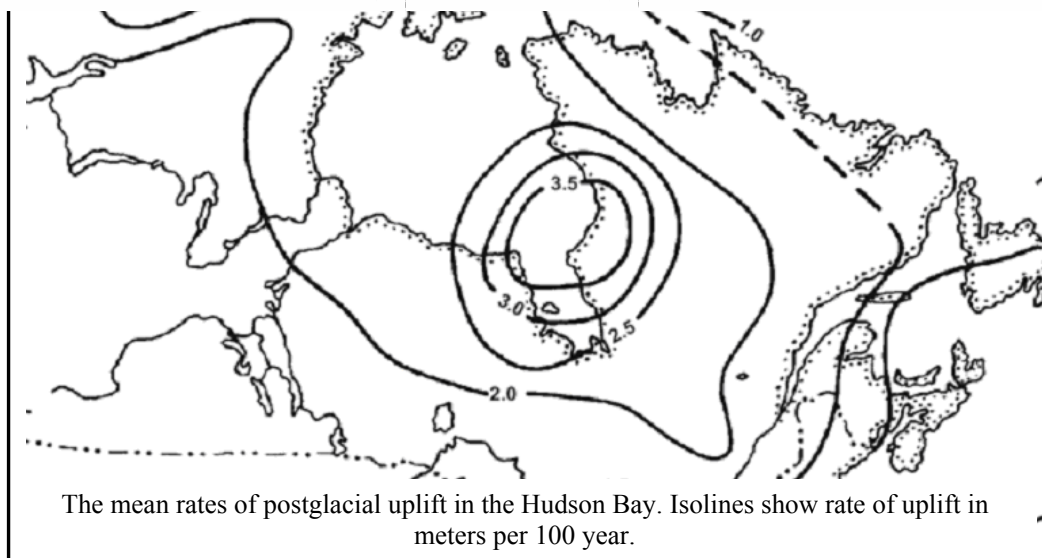 1.0
3.5
3.0
2.5
2.0
The mean rates of postglacial uplift in the Hudson Bay. Isolines show rate of uplift in
meters per 100 year.